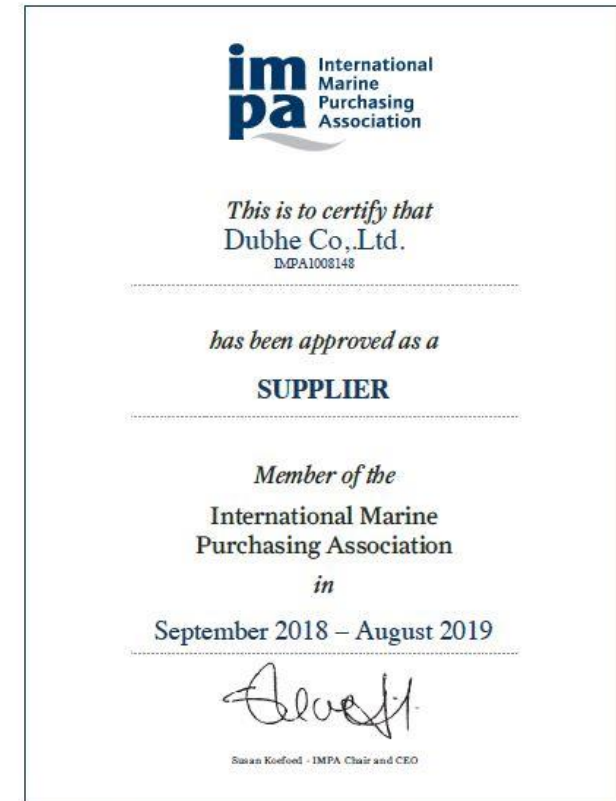 im International
Marine
pa Purchasing
Association
This is to certify that
Dubhe Co,.Ltd.
IMPA1008148
has been approved as a
SUPPLIER
Member of the
International Marine
Purchasing Association
in
September 2018 – August 2019
Susan Koefoed - IMPA Chair and CEO